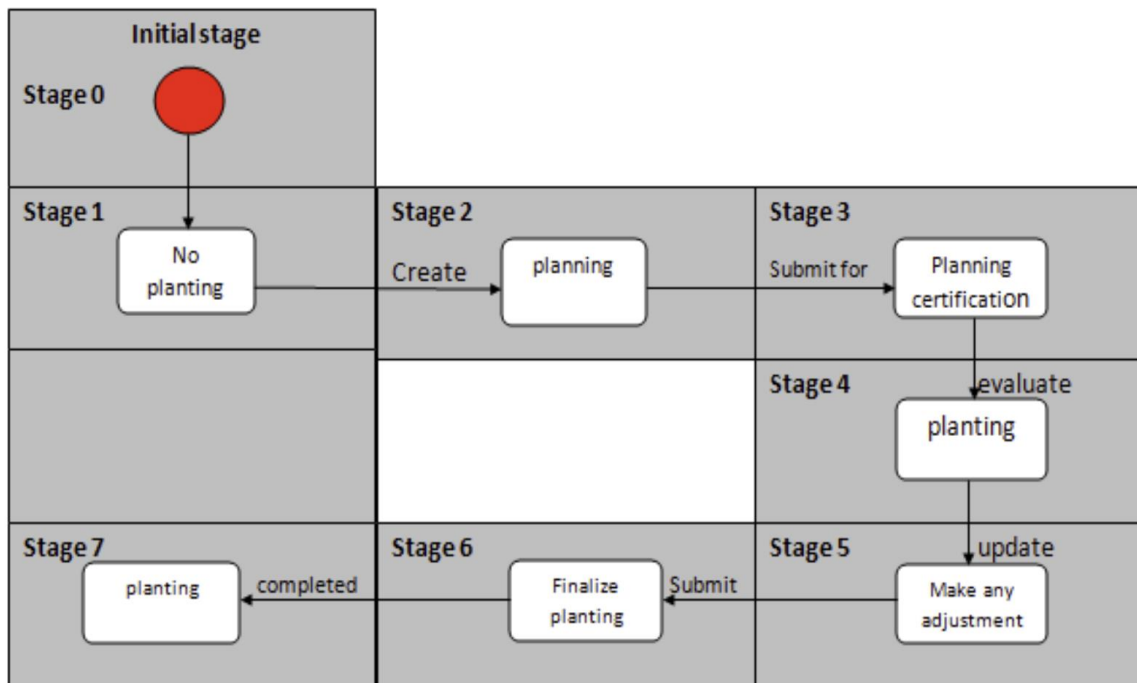 Initial stage
Stage 0
Stage 1
No
planting
Stage 2
Create
planning
Stage 3
Submit for
Planning
certification
Stage 4
evaluate
planting
Stage 7
planting
completed
Stage 6
Finalize
planting
Submit
Stage 5
update
Make any
adjustment